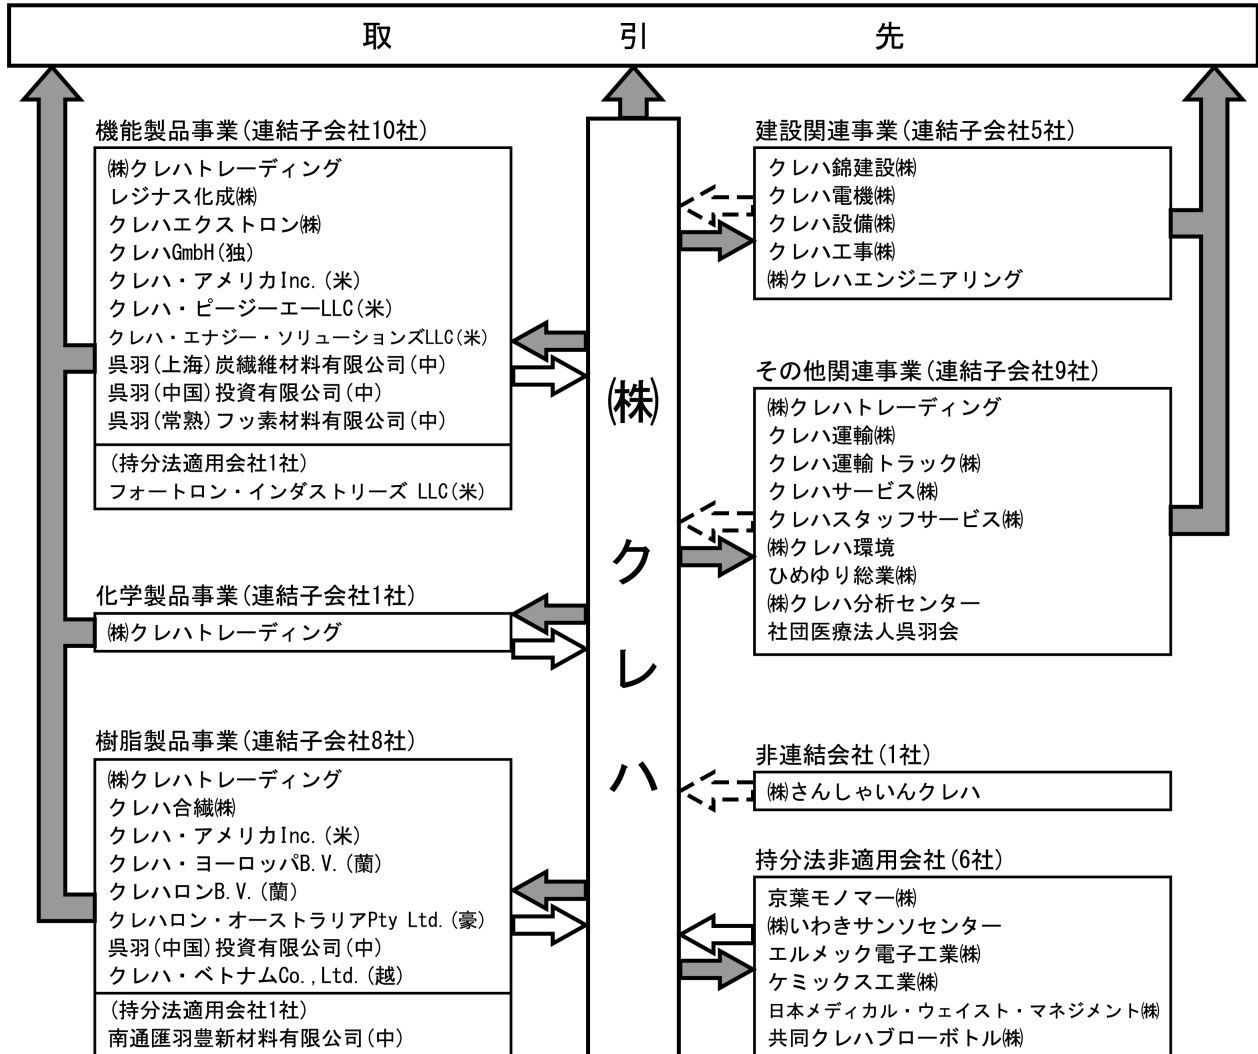 取引先
機能製品事業(連結子会社10社)
㈱クレハトレーディング
レジナス化成㈱
クレハエクストロン㈱
クレハGmbH(独)
クレハ・アメリカInc.(米)
クレハ・ピージーエーLLC(米)
クレハ・エナジー・ソリューションズLLC(米)
呉羽(上海)炭繊維材料有限公司(中)
呉羽(中国)投資有限公司(中)
呉羽(常熟)フッ素材料有限公司(中)
(持分法適用会社1社)
フォートロン・インダストリーズ LLC(米)
化学製品事業(連結子会社1社)
㈱クレハトレーディング
樹脂製品事業(連結子会社8社)
㈱クレハトレーディング
クレハ合繊㈱
クレハ・アメリカInc.(米)
クレハ・ヨーロッパB.V.(蘭)
クレハロンB.V.(蘭)
クレハロン・オーストラリアPty Ltd.(豪)
呉羽(中国)投資有限公司(中)
クレハ・ベトナムCo.,Ltd.(越)
(持分法適用会社1社)
南通匯羽豊新材料有限公司(中)
㈱クレハ
建設関連事業(連結子会社5社)
クレハ錦建設㈱
クレハ電機㈱
クレハ設備㈱
クレハ工事㈱
㈱クレハエンジニアリング
その他関連事業(連結子会社9社)
㈱クレハトレーディング
クレハ運輸㈱
クレハ運輸トラック㈱
クレハサービス㈱
クレハスタッフサービス㈱
㈱クレハ環境
ひめゆり総業㈱
㈱クレハ分析センター
社団医療法人呉羽会
非連結会社(1社)
㈱さんしゃいんクレハ
持分法非適用会社(6社)
京葉モノマー㈱
㈱いわきサンソセンター
エルメック電子工業㈱
ケミックス工業㈱
日本メディカル・ウェイスト・マネジメント㈱
共同クレハブローボトル㈱